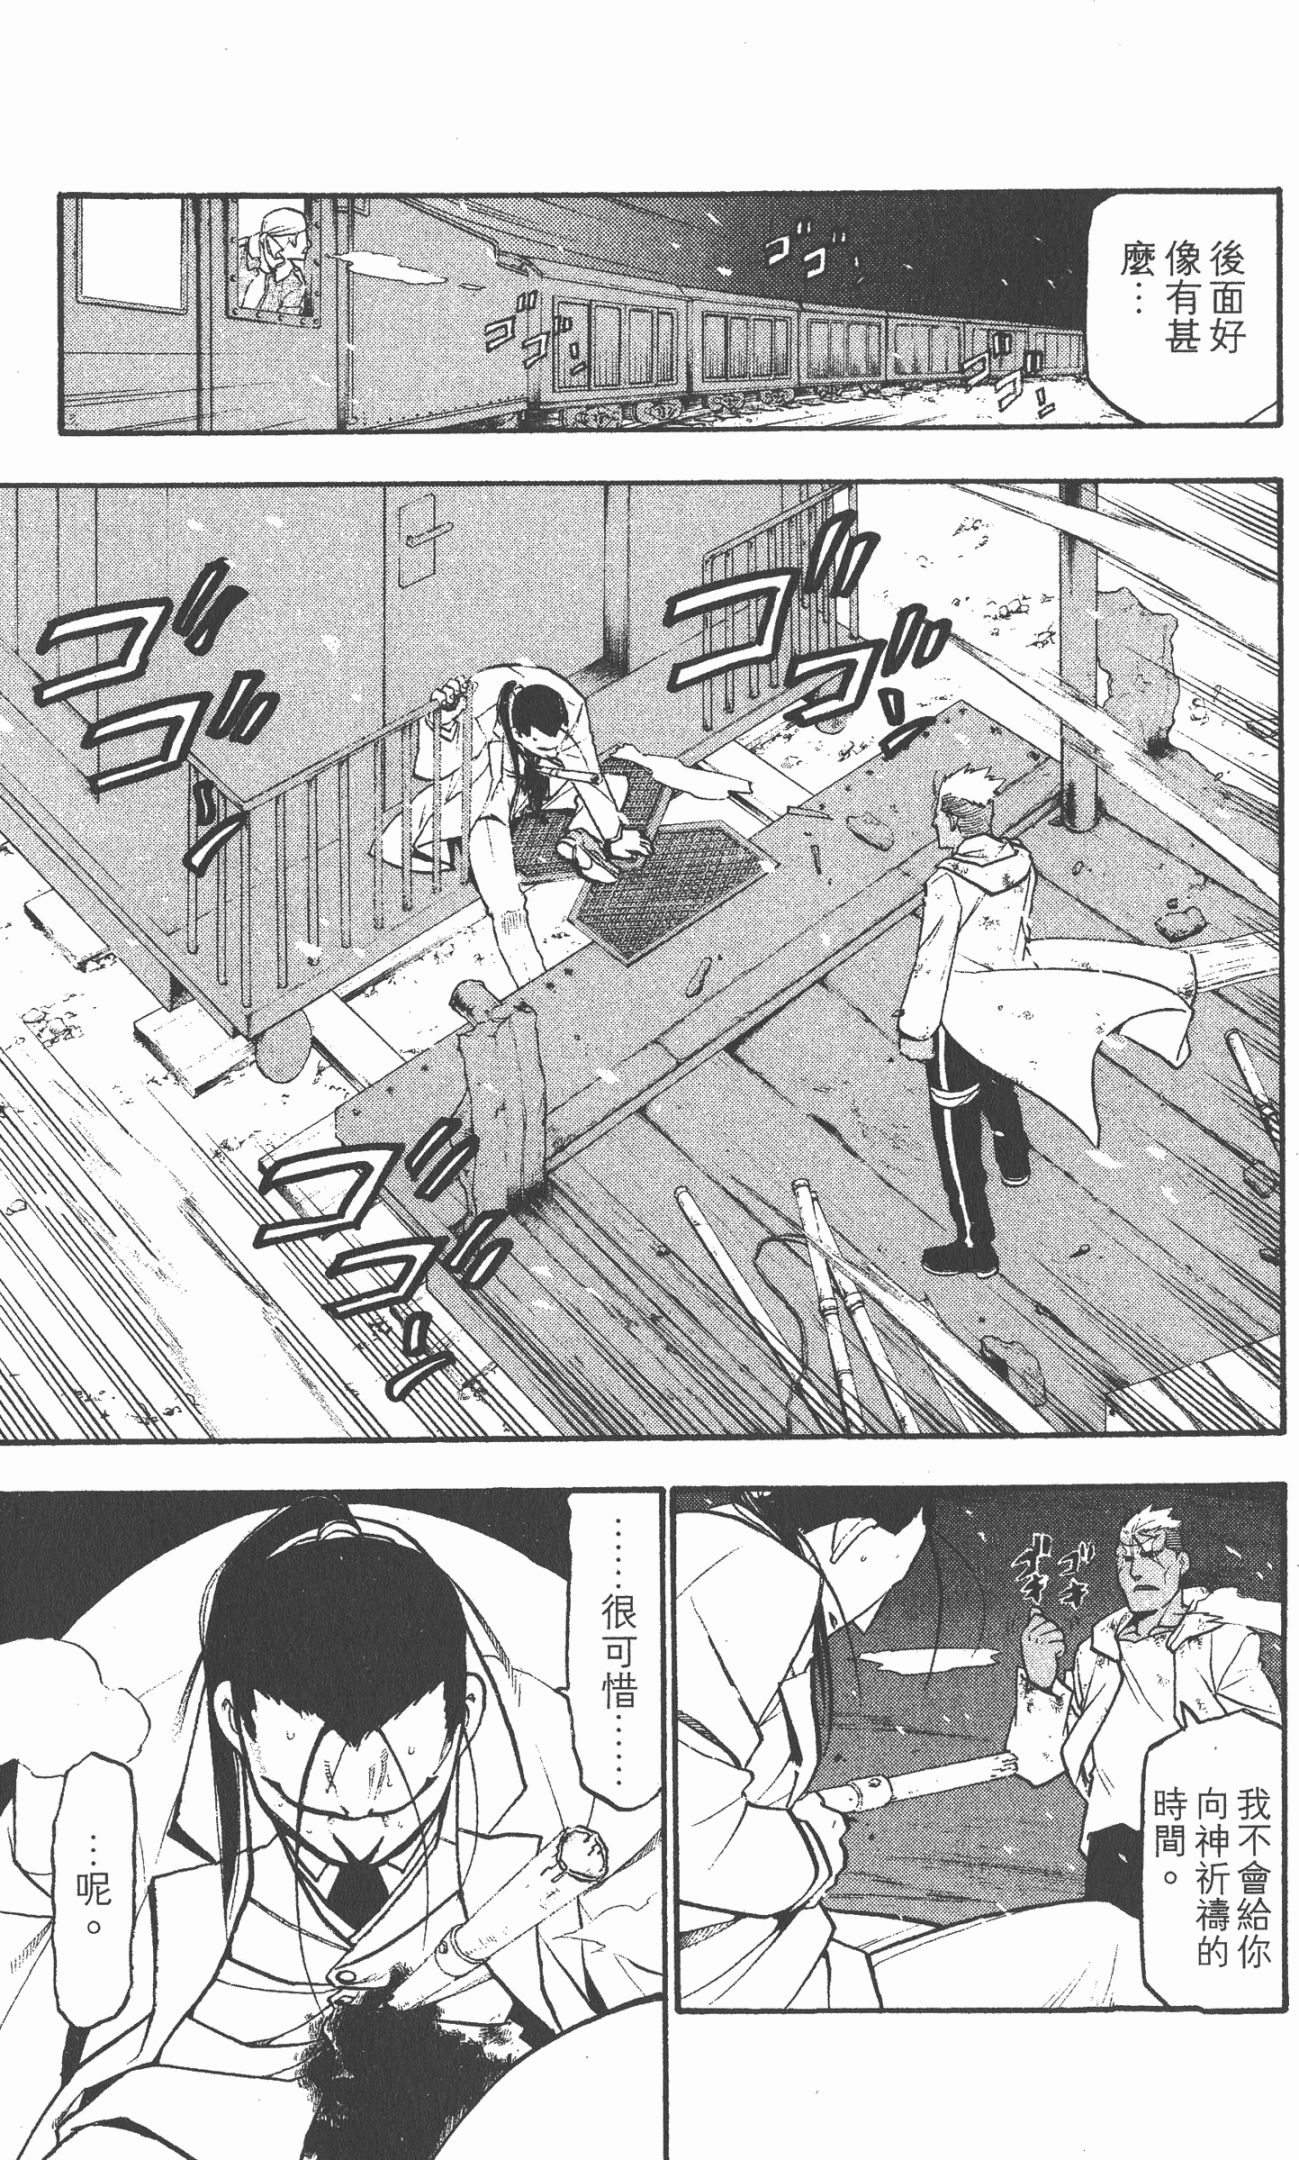 後面好
像有甚
麼…
ゴゴ
ゴゴン
ゴゴン
ゴゴン
ゴゴン
ゴゴン
ゴキ
ゴキ
我不會給你
向神祈禱的
時間。
……很可惜……
…呢。